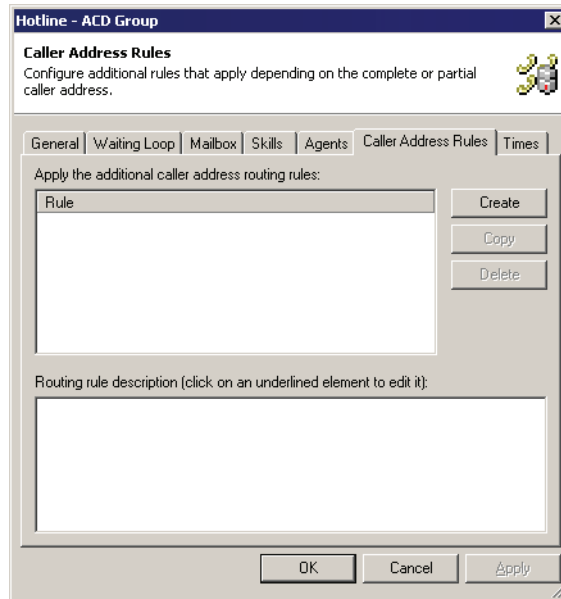 Hotline - ACD Group
Caller Address Rules
Configure additional rules that apply depending on the complete or partial
caller address.
General Waiting Loop Mailbox Skills Agents Caller Address Rules Times
Apply the additional caller address routing rules:
Rule
Create
Copy
Delete
Routing rule description (click on an underlined element to edit it):
OK Cancel Apply